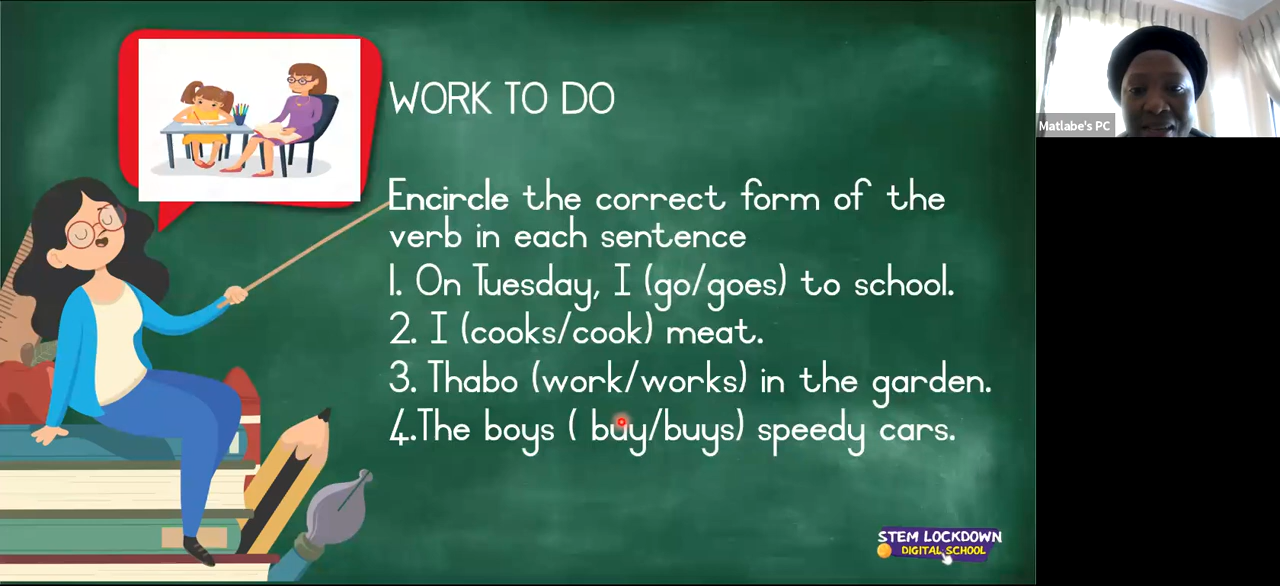 WORK TO DO
Encircle the correct form of the
verb in each sentence
1. On Tuesday, I (go/goes) to school.
2. I (cooks/cook) meat.
3. Thabo (work/works) in the garden.
4.The boys ( buy/buys) speedy cars.
Matlabe's PC
STEM LOCKDOWN
DIGITAL SCHOOL